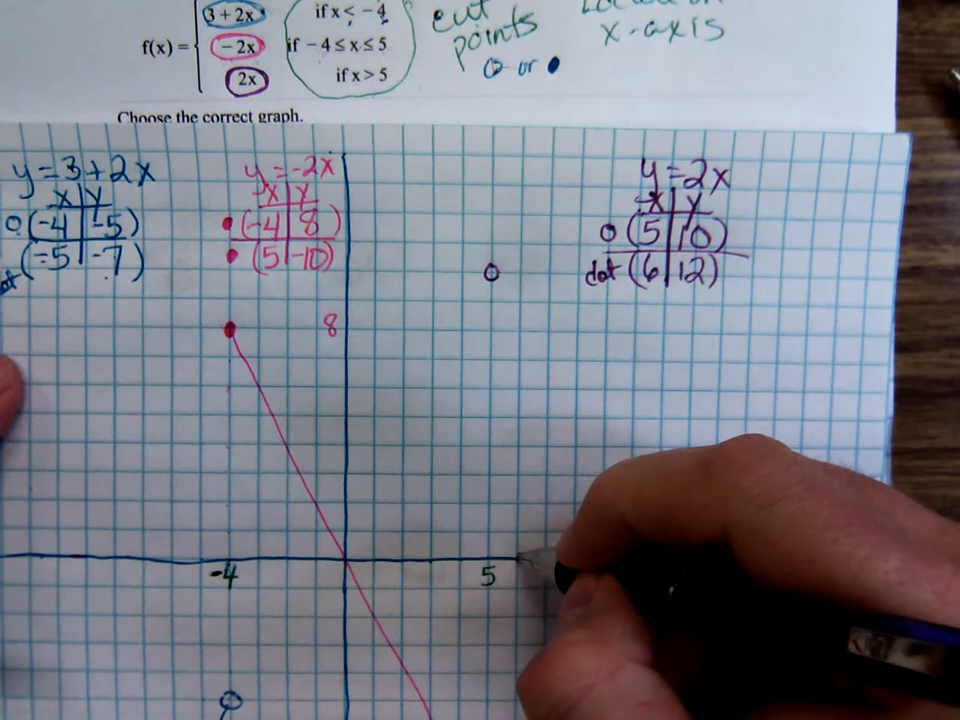 3 + 2x if x < - 4
f(x) = - 2x if - 4 ≤ x ≤ 5
2x if x > 5
cut
points
or
x-axis
Choose the correct graph.
y = 3 + 2x
x y
(-4 -5)
(-5 -7)
y = -2x
x y
(-4 8)
(5 -10)
y = 2x
x y
(5 10)
dot (6 12)
8
-4
5